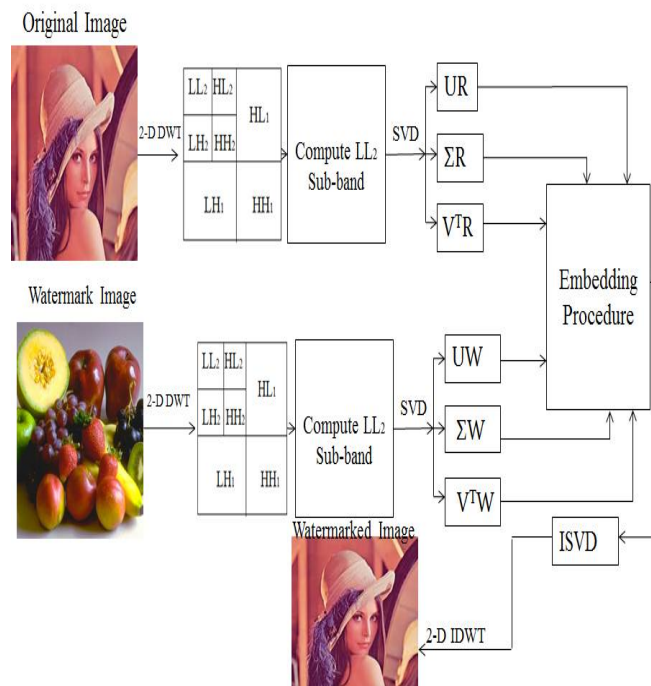 Original Image
2-D DWT
LL₂ HL₂
HL₁
LH₂ HH₂
LH₁ HH₁
Compute LL₂
Sub-band
SVD
UR
ΣR
VᵀR
Embedding
Procedure
Watermark Image
2-D DWT
LL₂ HL₂
HL₁
LH₂ HH₂
LH₁ HH₁
Compute LL₂
Sub-band
SVD
UW
ΣW
VᵀW
Watermarked Image
ISVD
2-D IDWT